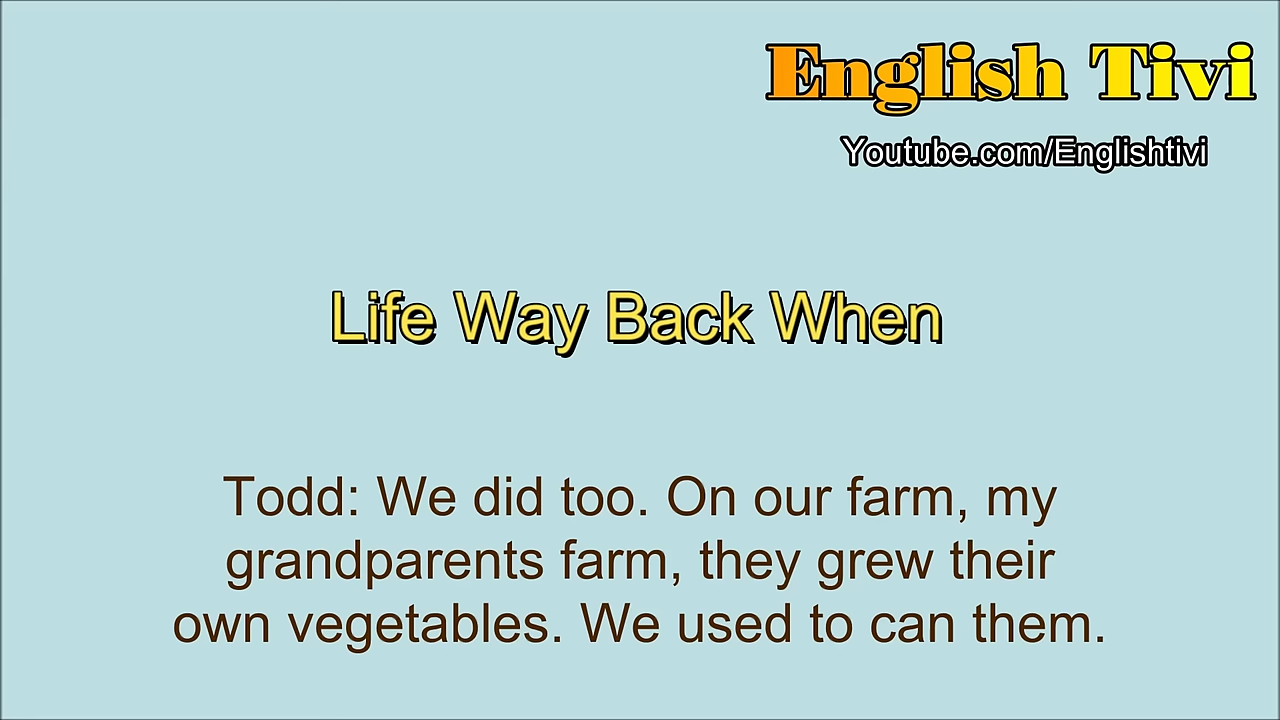 English Tivi
Youtube.com/Englishtivi
Life Way Back When
Todd: We did too. On our farm, my
grandparents farm, they grew their
own vegetables. We used to can them.